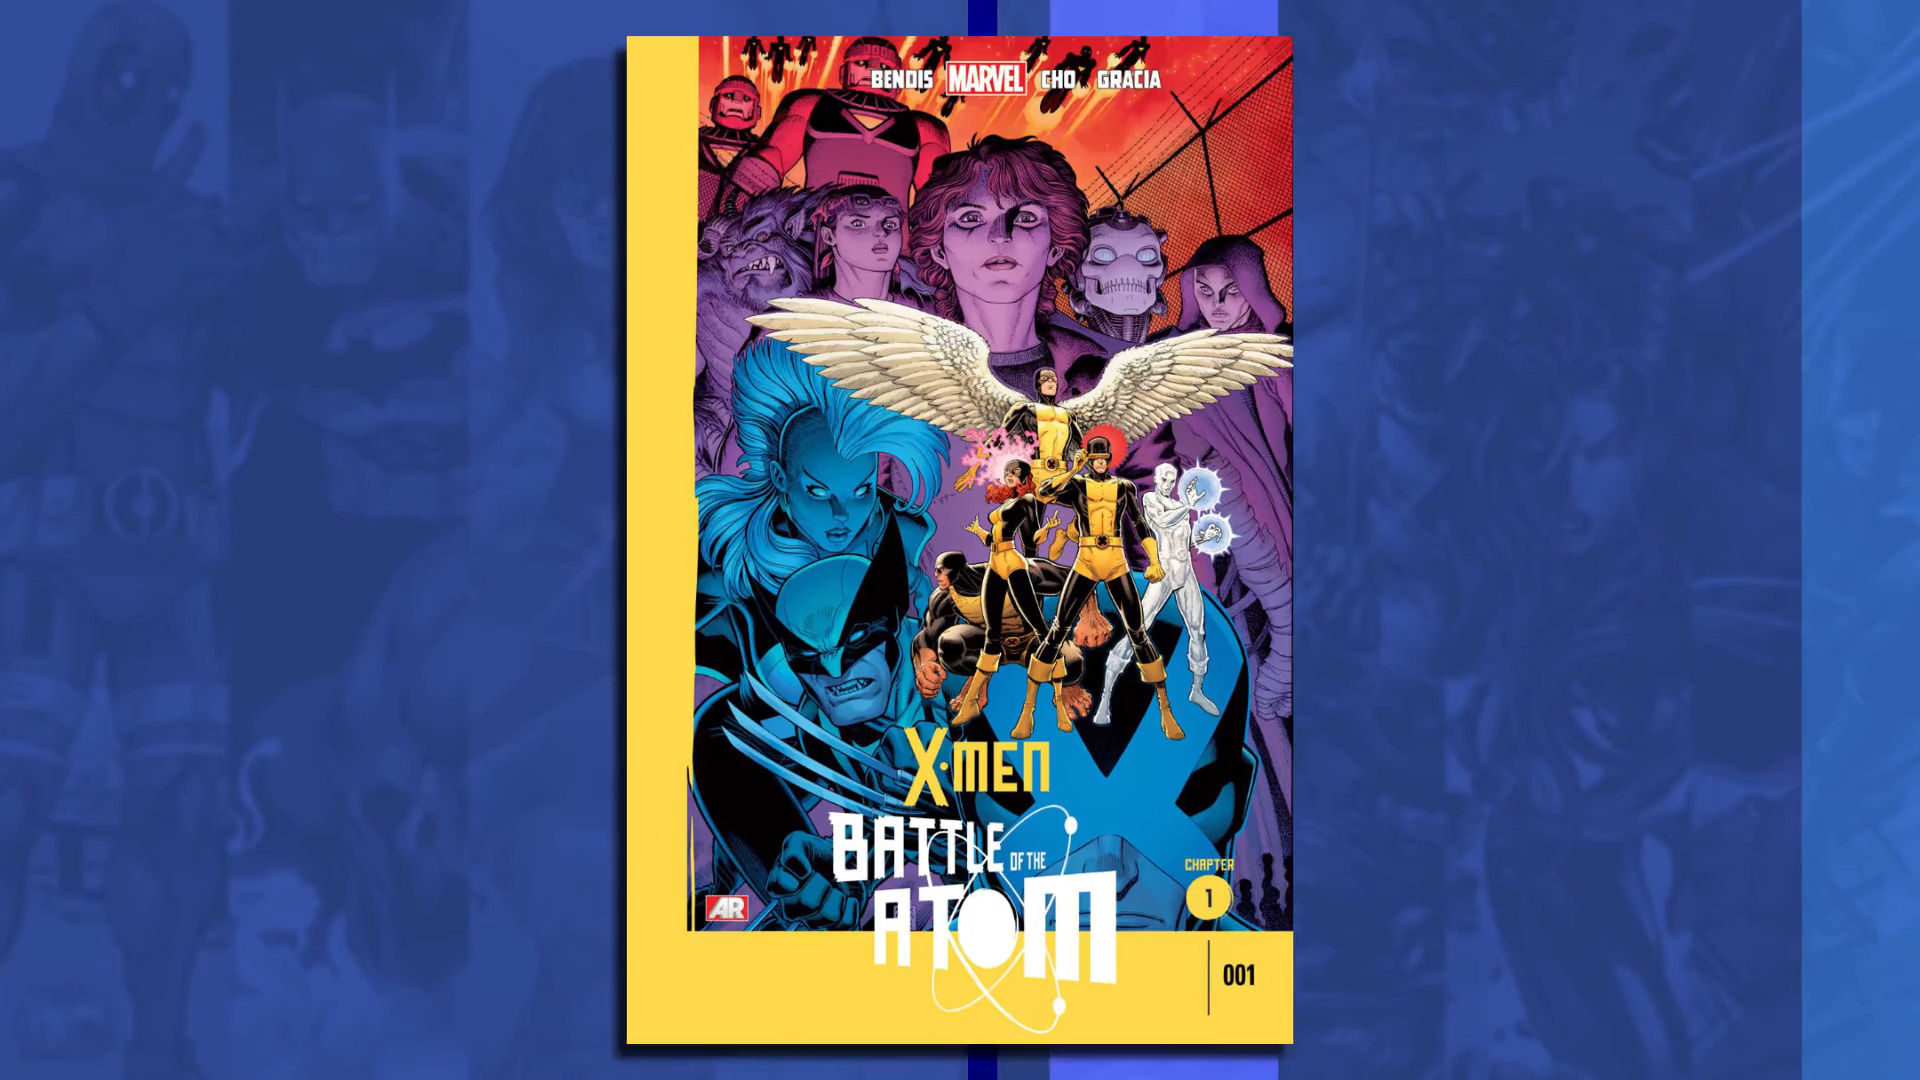 BENDIS MARVEL CHO GRACIA
X•MEN
BATTLE OF THE
ATOM
CHAPTER
1
AR
001